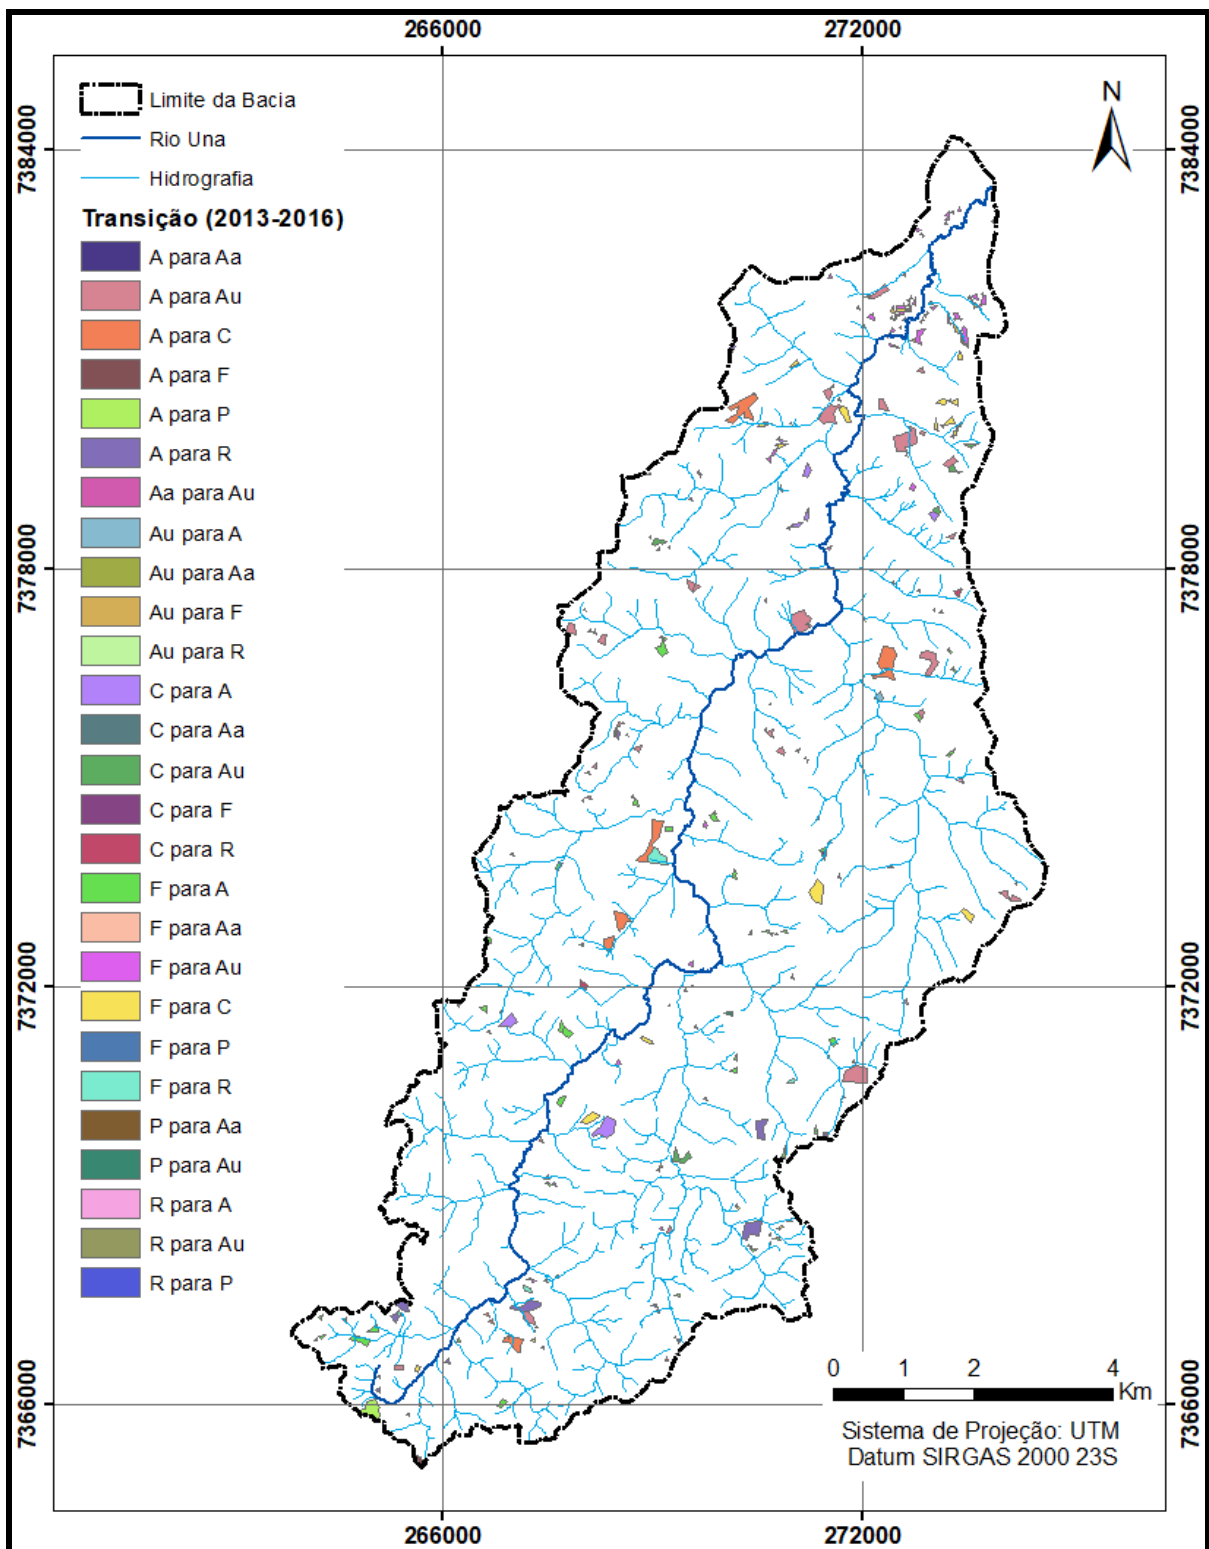 266000
272000
7384000
7384000
N
Limite da Bacia
Rio Una
Hidrografia
Transição (2013-2016)
A para Aa
A para Au
A para C
A para F
A para P
A para R
Aa para Au
Au para A
Au para Aa
Au para F
Au para R
C para A
C para Aa
C para Au
C para F
C para R
F para A
F para Aa
F para Au
F para C
F para P
F para R
P para Aa
P para Au
R para A
R para Au
R para P
7378000
7378000
7372000
7372000
7366000
7366000
0 1 2 4
Km
Sistema de Projeção: UTM
Datum SIRGAS 2000 23S
266000
272000